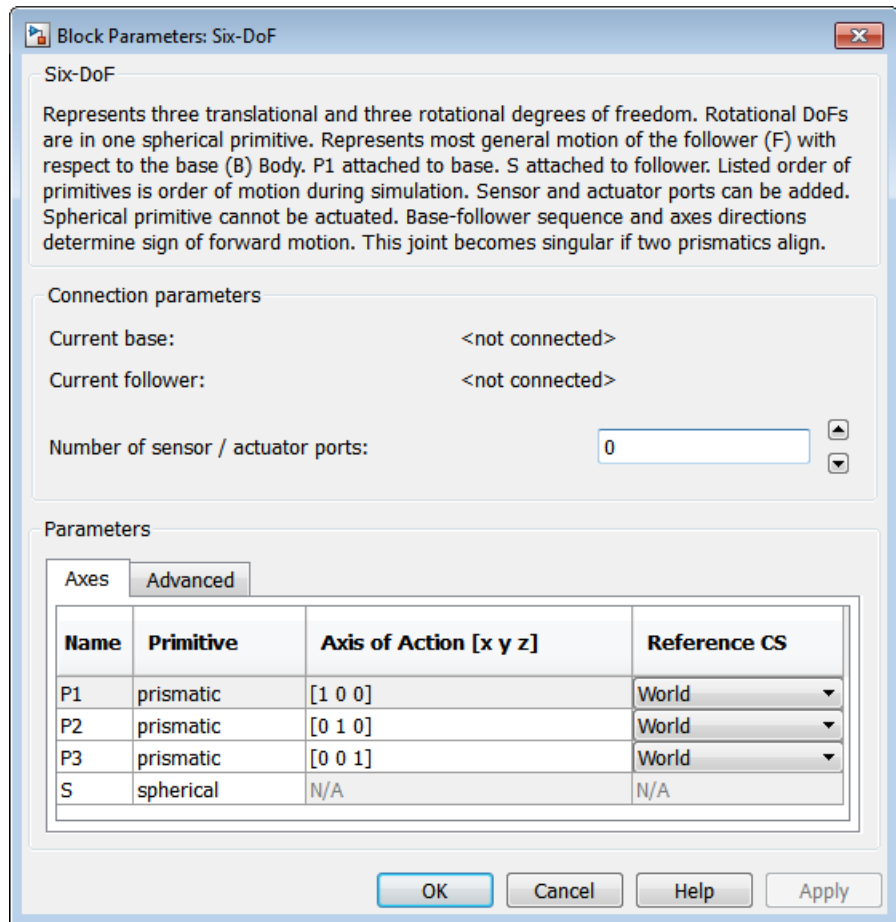 Block Parameters: Six-DoF
Six-DoF
Represents three translational and three rotational degrees of freedom. Rotational DoFs
are in one spherical primitive. Represents most general motion of the follower (F) with
respect to the base (B) Body. P1 attached to base. S attached to follower. Listed order of
primitives is order of motion during simulation. Sensor and actuator ports can be added.
Spherical primitive cannot be actuated. Base-follower sequence and axes directions
determine sign of forward motion. This joint becomes singular if two prismatics align.
Connection parameters
Current base: <not connected>
Current follower: <not connected>
Number of sensor / actuator ports: 0
Parameters
Axes Advanced
Name Primitive Axis of Action [x y z] Reference CS
P1 prismatic [1 0 0] World
P2 prismatic [0 1 0] World
P3 prismatic [0 0 1] World
S spherical N/A N/A
OK Cancel Help Apply